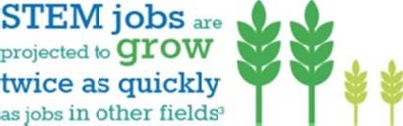 STEM jobs are
projected to grow
twice as quickly
as jobs in other fields³